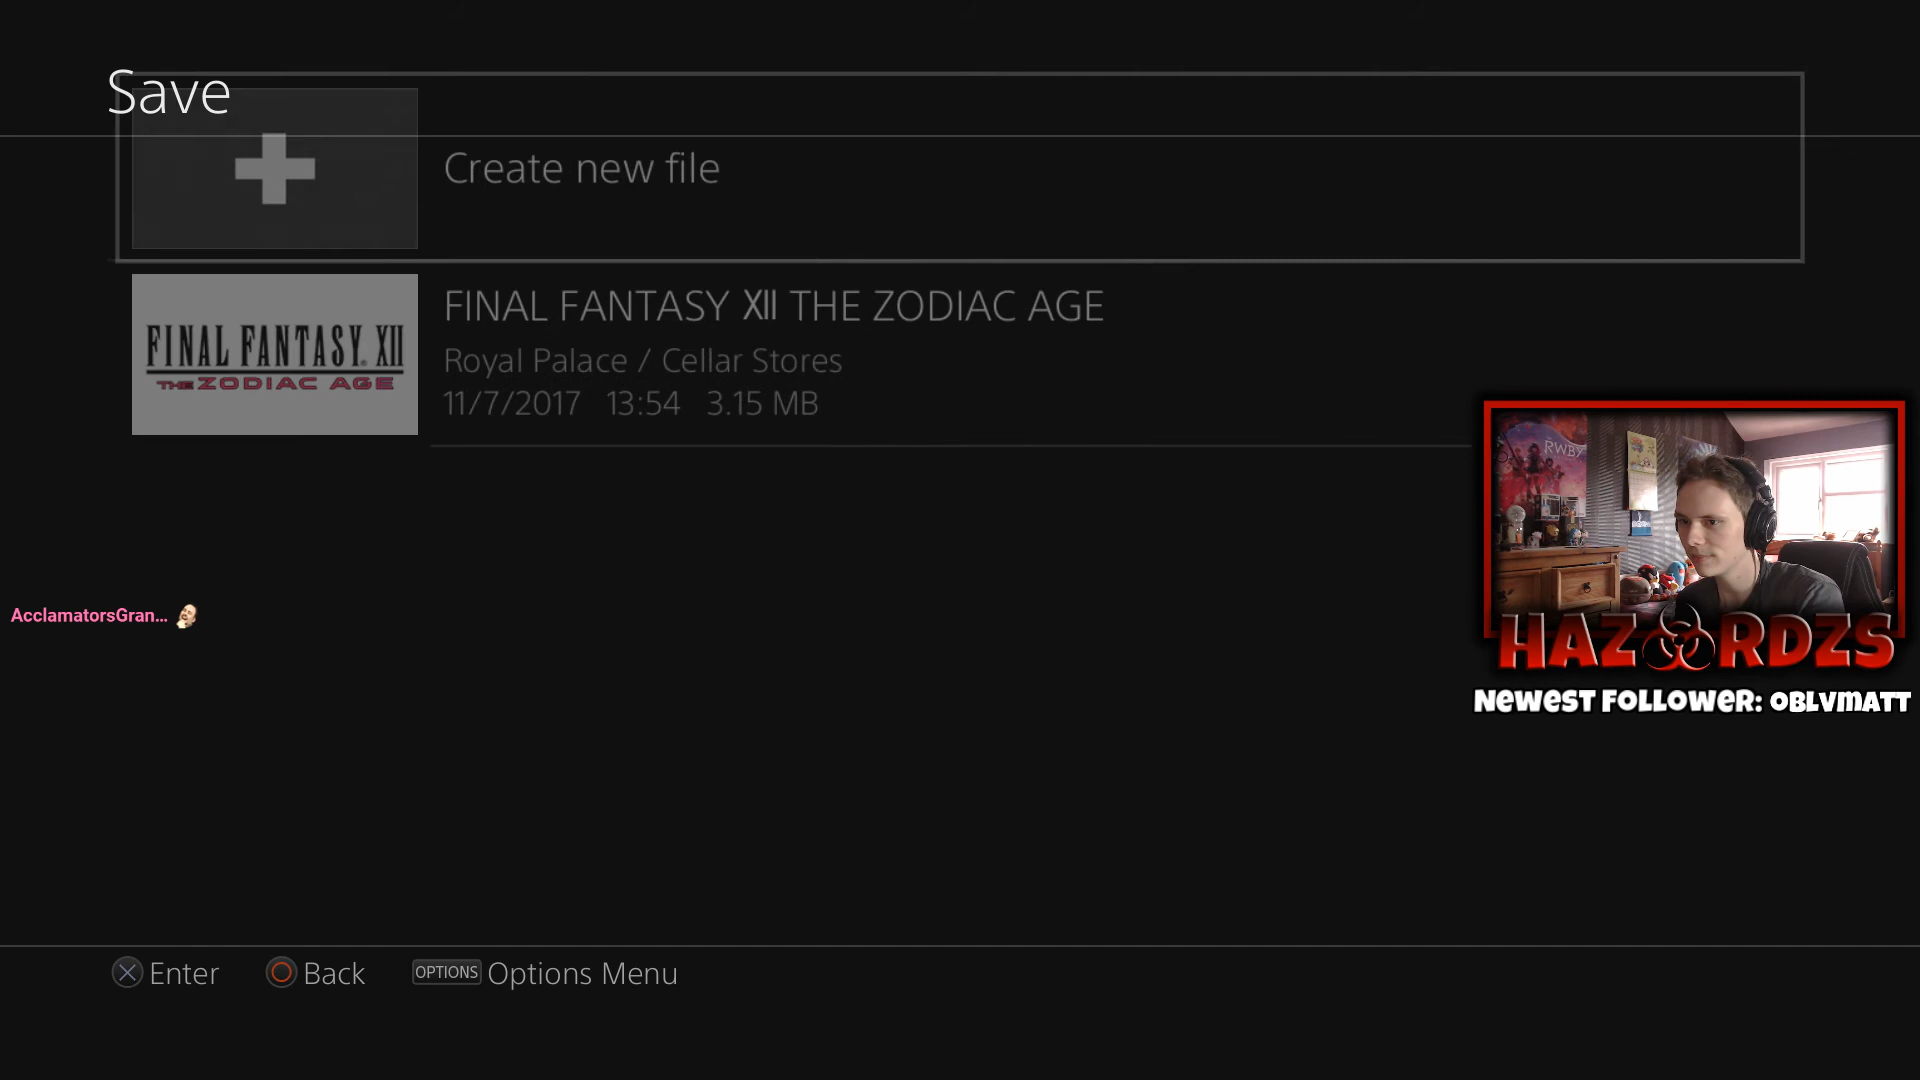 Save
Create new file
FINAL FANTASY XII
THE ZODIAC AGE
FINAL FANTASY XII THE ZODIAC AGE
Royal Palace / Cellar Stores
11/7/2017 13:54 3.15 MB
RWBY
AcclamatorsGran...
HAZARDZS
Newest Follower: oblvmatt
Enter
Back
OPTIONS Options Menu